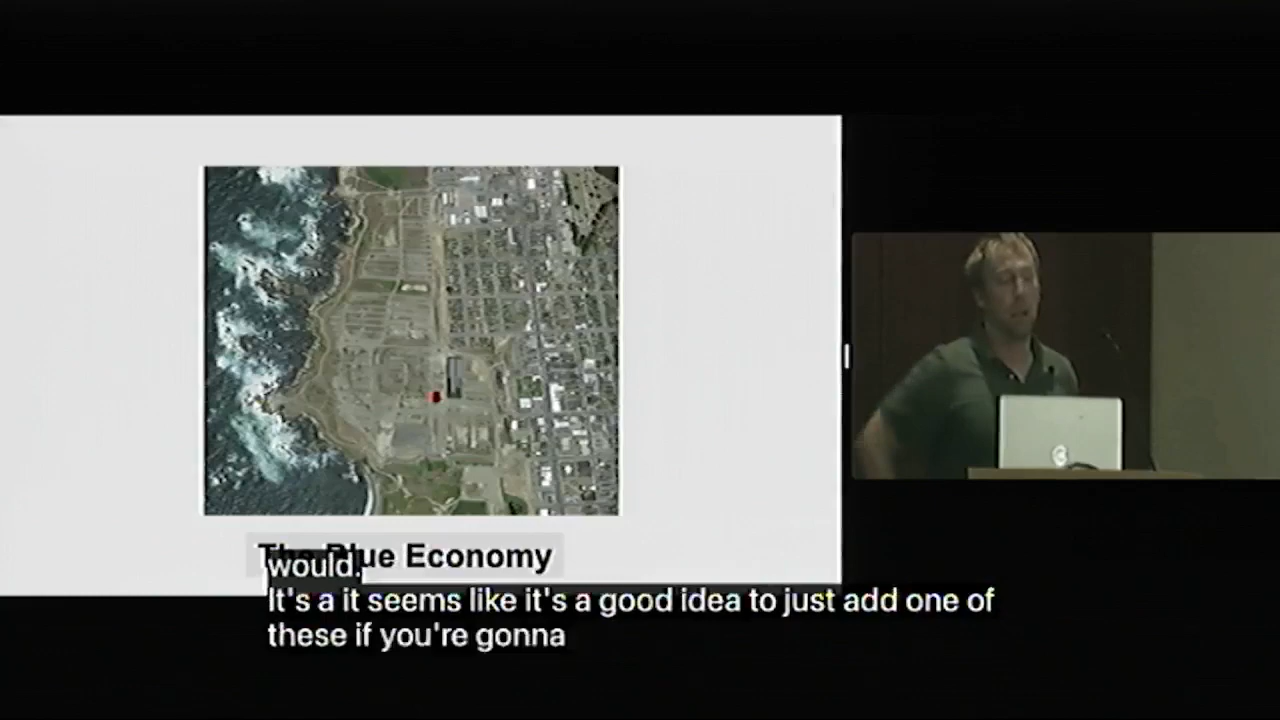 The Blue Economy
would.
It's a it seems like it's a good idea to just add one of
these if you're gonna